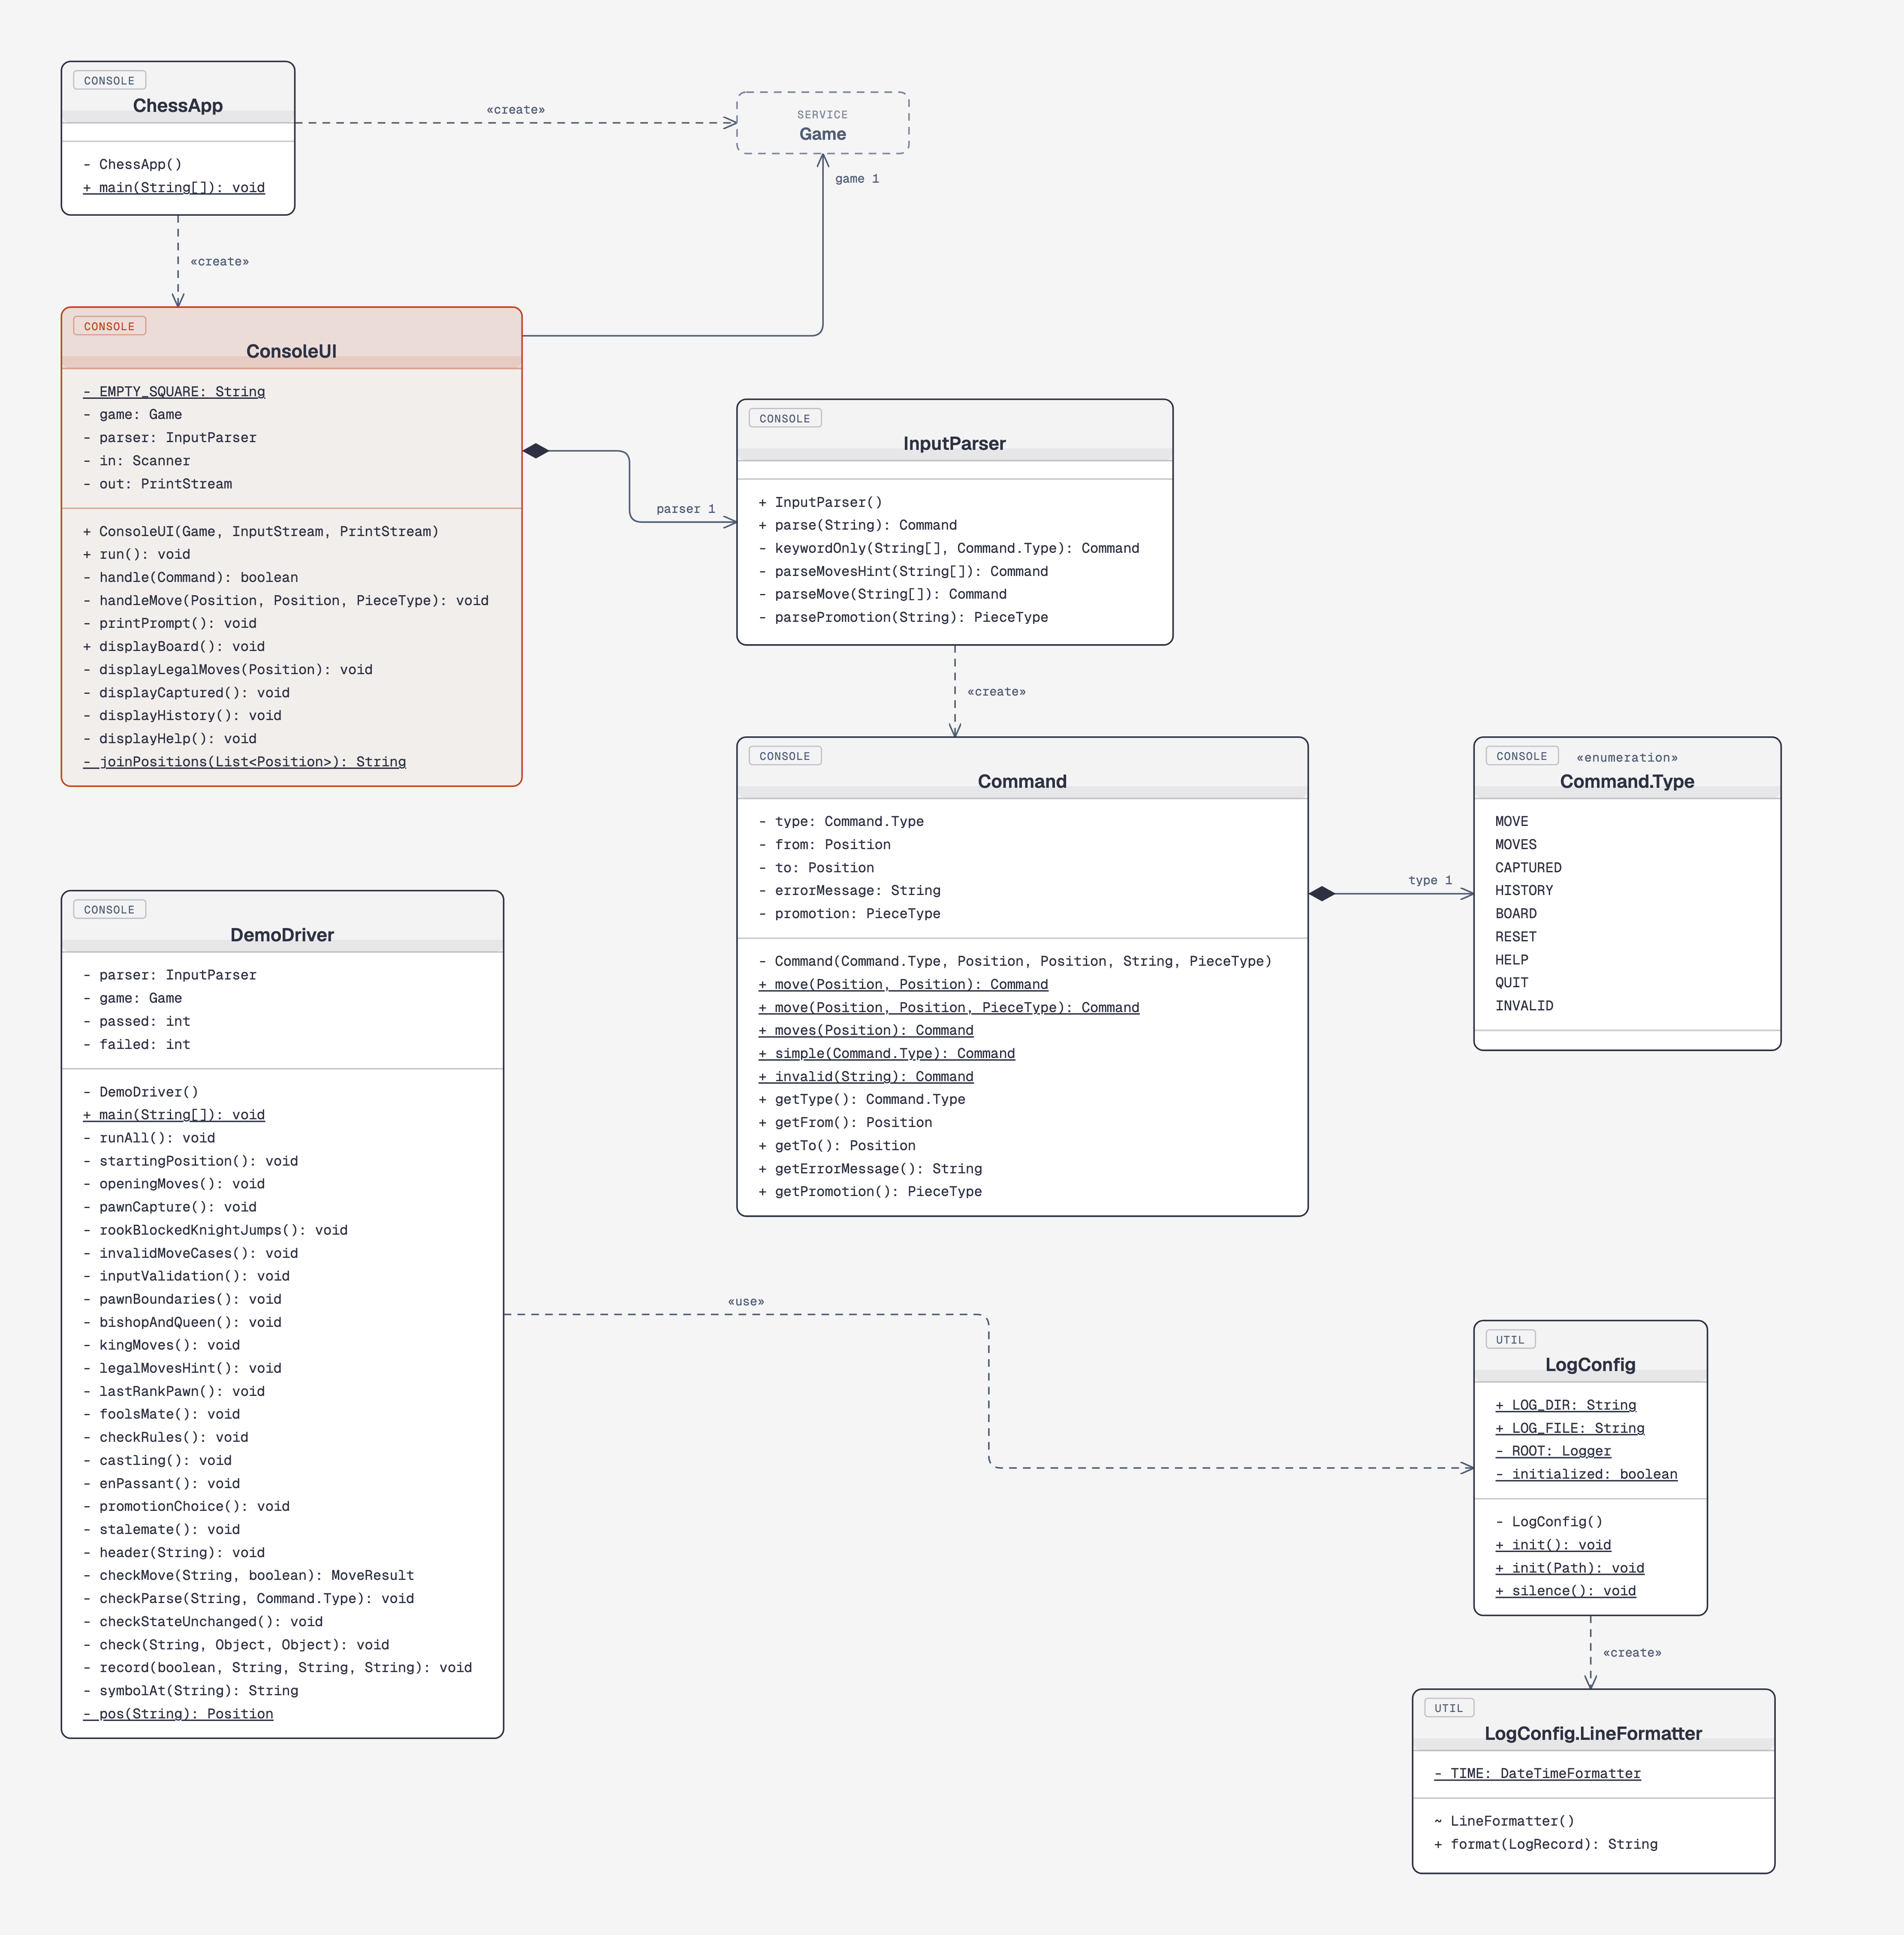 CONSOLE
ChessApp
- ChessApp()
+ main(String[]): void
«create»
SERVICE
Game
game 1
«create»
CONSOLE
ConsoleUI
- EMPTY_SQUARE: String
- game: Game
- parser: InputParser
- in: Scanner
- out: PrintStream
+ ConsoleUI(Game, InputStream, PrintStream)
+ run(): void
- handle(Command): boolean
- handleMove(Position, Position, PieceType): void
- printPrompt(): void
+ displayBoard(): void
- displayLegalMoves(Position): void
- displayCaptured(): void
- displayHistory(): void
- displayHelp(): void
- joinPositions(List<Position>): String
parser 1
CONSOLE
InputParser
+ InputParser()
+ parse(String): Command
- keywordOnly(String[], Command.Type): Command
- parseMovesHint(String[]): Command
- parseMove(String[]): Command
- parsePromotion(String): PieceType
«create»
CONSOLE
Command
- type: Command.Type
- from: Position
- to: Position
- errorMessage: String
- promotion: PieceType
- Command(Command.Type, Position, Position, String, PieceType)
+ move(Position, Position): Command
+ move(Position, Position, PieceType): Command
+ moves(Position): Command
+ simple(Command.Type): Command
+ invalid(String): Command
+ getType(): Command.Type
+ getFrom(): Position
+ getTo(): Position
+ getErrorMessage(): String
+ getPromotion(): PieceType
type 1
CONSOLE «enumeration»
Command.Type
MOVE
MOVES
CAPTURED
HISTORY
BOARD
RESET
HELP
QUIT
INVALID
CONSOLE
DemoDriver
- parser: InputParser
- game: Game
- passed: int
- failed: int
- DemoDriver()
+ main(String[]): void
- runAll(): void
- startingPosition(): void
- openingMoves(): void
- pawnCapture(): void
- rookBlockedKnightJumps(): void
- invalidMoveCases(): void
- inputValidation(): void
- pawnBoundaries(): void
- bishopAndQueen(): void
- kingMoves(): void
- legalMovesHint(): void
- lastRankPawn(): void
- foolsMate(): void
- checkRules(): void
- castling(): void
- enPassant(): void
- promotionChoice(): void
- stalemate(): void
- header(String): void
- checkMove(String, boolean): MoveResult
- checkParse(String, Command.Type): void
- checkStateUnchanged(): void
- check(String, Object, Object): void
- record(boolean, String, String, String): void
- symbolAt(String): String
- pos(String): Position
«use»
UTIL
LogConfig
+ LOG_DIR: String
+ LOG_FILE: String
- ROOT: Logger
- initialized: boolean
- LogConfig()
+ init(): void
+ init(Path): void
+ silence(): void
«create»
UTIL
LogConfig.LineFormatter
- TIME: DateTimeFormatter
~ LineFormatter()
+ format(LogRecord): String